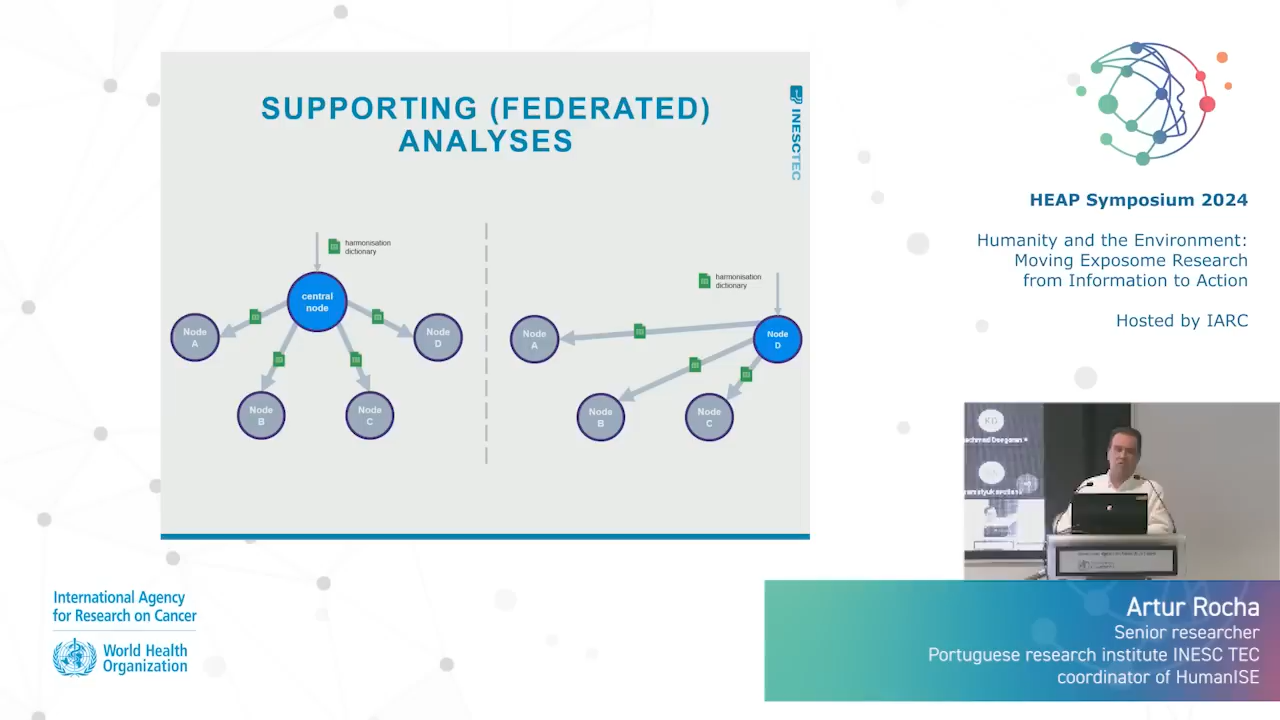 SUPPORTING (FEDERATED)
ANALYSES
INESCTEC
harmonisation
dictionary
central
node
Node
A
Node
B
Node
C
Node
D
harmonisation
dictionary
Node
A
Node
B
Node
C
Node
D
HEAP Symposium 2024
Humanity and the Environment:
Moving Exposome Research
from Information to Action
Hosted by IARC
KG
Artur Rocha
Senior researcher
Portuguese research institute INESC TEC
coordinator of HumanISE
International Agency
for Research on Cancer
World Health
Organization